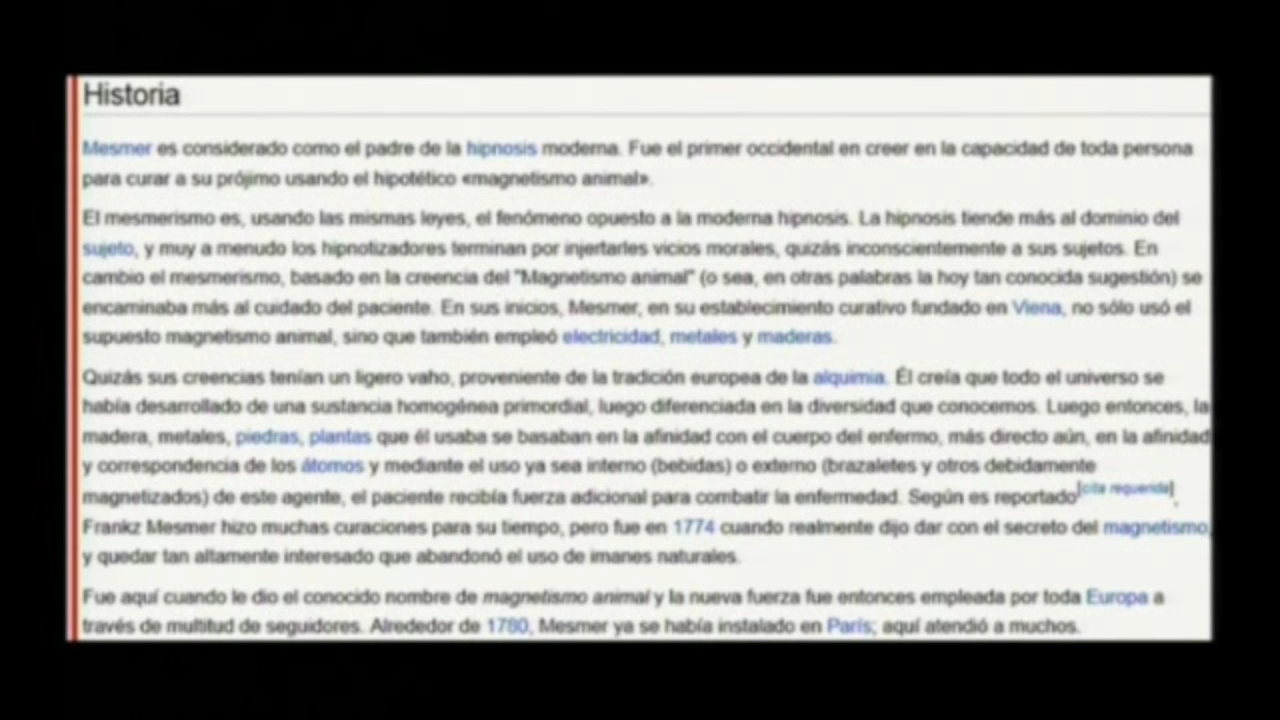 Historia
Mesmer es considerado como el padre de la hipnosis moderna. Fue el primer occidental en creer en la capacidad de toda persona
para curar a su prójimo usando el hipotético «magnetismo animal».
El mesmerismo es, usando las mismas leyes, el fenómeno opuesto a la moderna hipnosis. La hipnosis tiende más al dominio del
sujeto, y muy a menudo los hipnotizadores terminan por injertarles vicios morales, quizás inconscientemente a sus sujetos. En
cambio el mesmerismo, basado en la creencia del "Magnetismo animal" (o sea, en otras palabras la hoy tan conocida sugestión) se
encaminaba más al cuidado del paciente. En sus inicios, Mesmer, en su establecimiento curativo fundado en Viena, no sólo usó el
supuesto magnetismo animal, sino que también empleó electricidad, metales y maderas.
Quizás sus creencias tenían un ligero vaho, proveniente de la tradición europea de la alquimia. Él creía que todo el universo se
había desarrollado de una sustancia homogénea primordial, luego diferenciada en la diversidad que conocemos. Luego entonces, la
madera, metales, piedras, plantas que él usaba se basaban en la afinidad con el cuerpo del enfermo, más directo aún, en la afinidad
y correspondencia de los átomos y mediante el uso ya sea interno (bebidas) o externo (brazaletes y otros debidamente
magnetizados) de este agente, el paciente recibía fuerza adicional para combatir la enfermedad. Según es reportado[cita requerida],
Frankz Mesmer hizo muchas curaciones para su tiempo, pero fue en 1774 cuando realmente dijo dar con el secreto del magnetismo,
y quedar tan altamente interesado que abandonó el uso de imanes naturales.
Fue aquí cuando le dio el conocido nombre de magnetismo animal y la nueva fuerza fue entonces empleada por toda Europa a
través de multitud de seguidores. Alrededor de 1780, Mesmer ya se había instalado en París; aquí atendió a muchos.